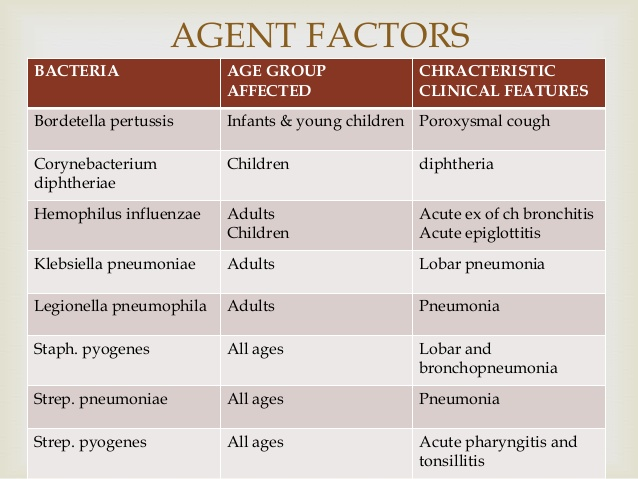 AGENT FACTORS
BACTERIA
AGE GROUP
AFFECTED
CHRACTERISTIC
CLINICAL FEATURES
Bordetella pertussis
Infants & young children
Poroxysmal cough
Corynebacterium
diphtheriae
Children
diphtheria
Hemophilus influenzae
Adults
Children
Acute ex of ch bronchitis
Acute epiglottitis
Klebsiella pneumoniae
Adults
Lobar pneumonia
Legionella pneumophila
Adults
Pneumonia
Staph. pyogenes
All ages
Lobar and
bronchopneumonia
Strep. pneumoniae
All ages
Pneumonia
Strep. pyogenes
All ages
Acute pharyngitis and
tonsillitis